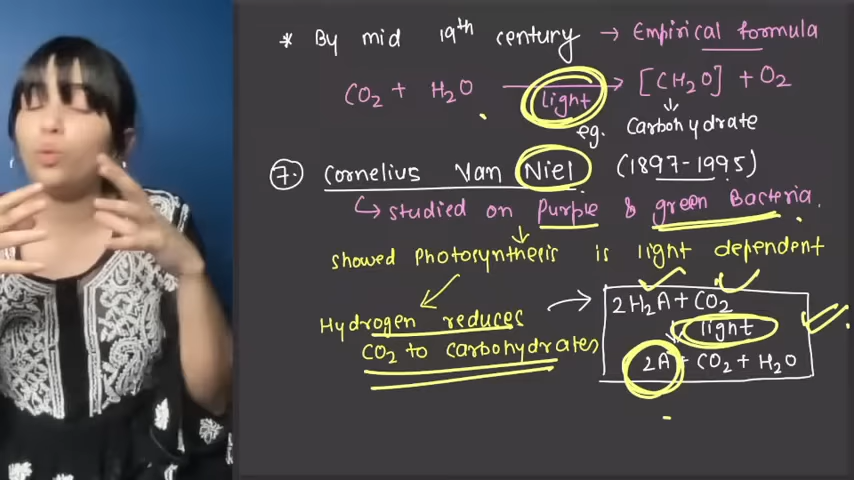 * By mid 19th century → Empirical formula
CO₂ + H₂O light → [CH₂O] + O₂
eg. Carbohydrate
7. Cornelius Van Niel (1897-1995)
↳ studied on Purple & green Bacteria.
showed Photosynthesis is light dependent
Hydrogen reduces
CO₂ to carbohydrates
2H₂A + CO₂
light
2A + CO₂ + H₂O